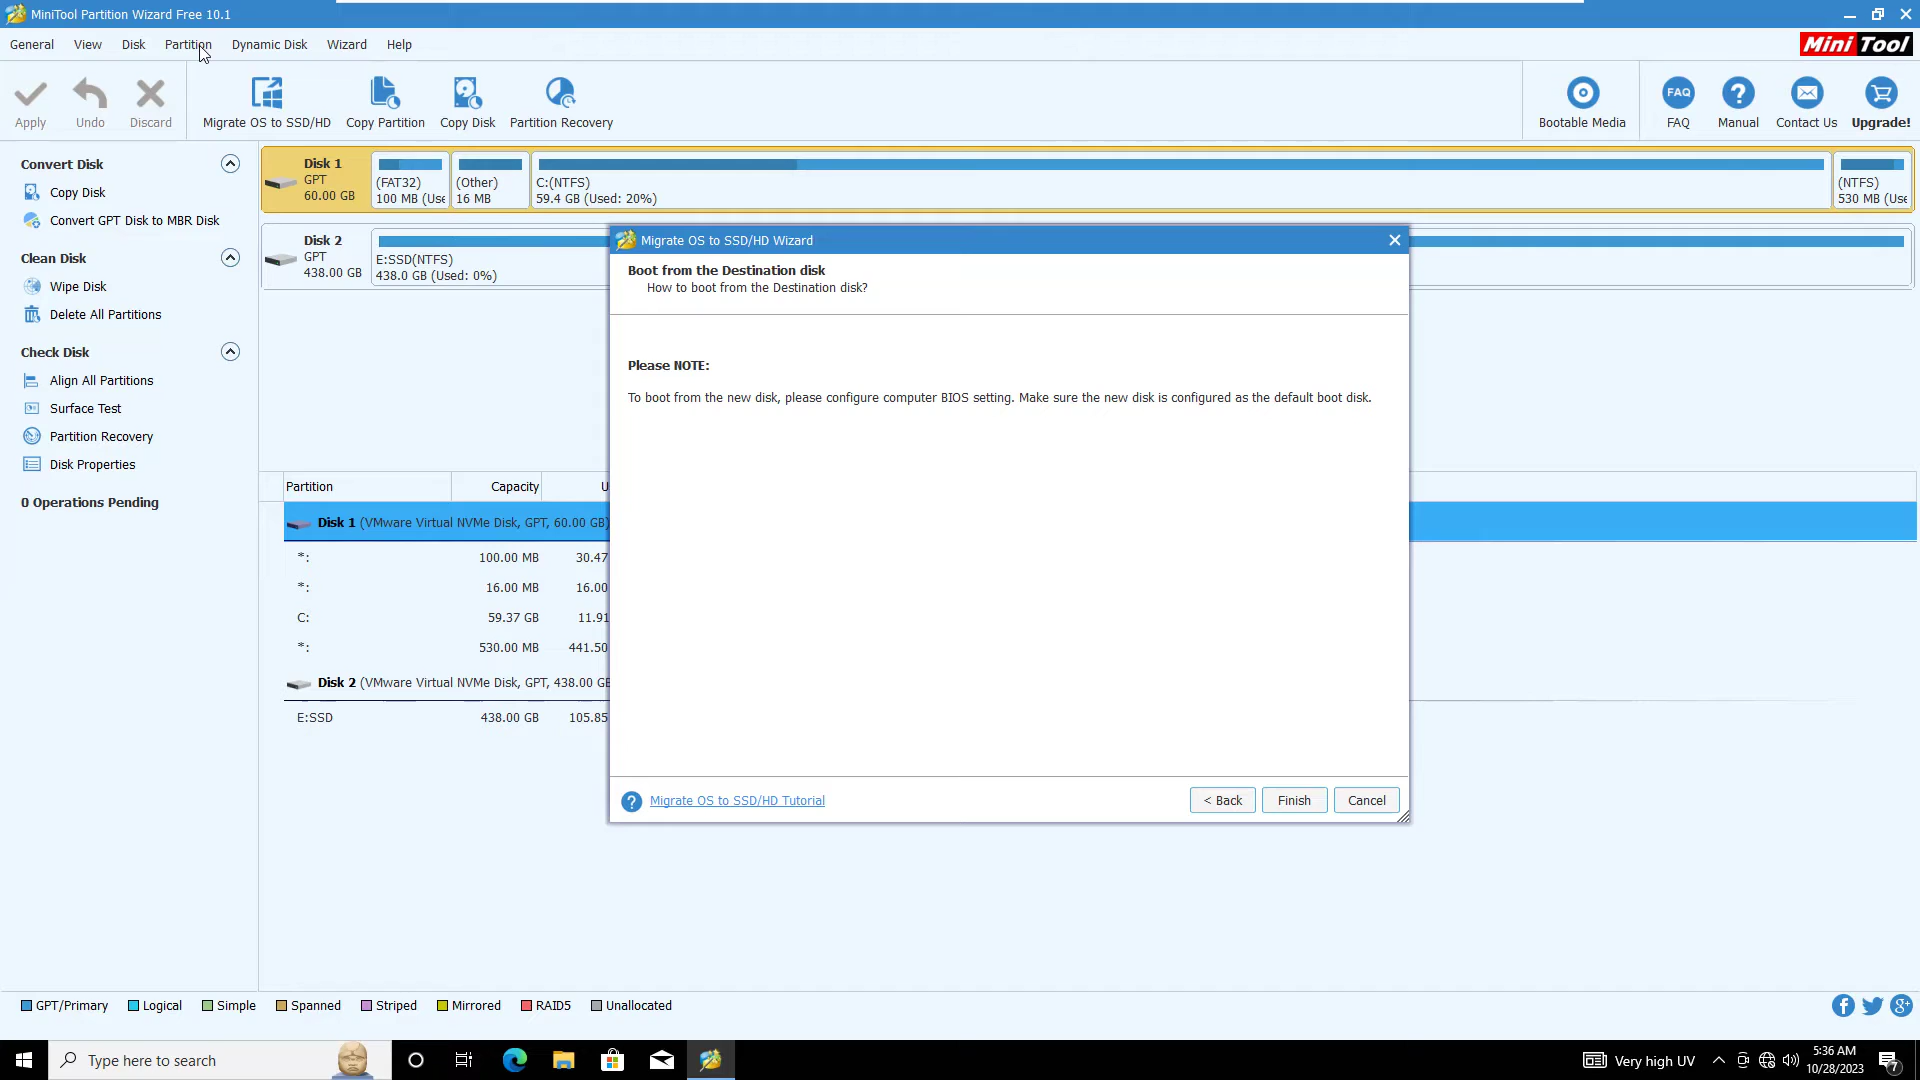 MiniTool Partition Wizard Free 10.1
General View Disk Partition Dynamic Disk Wizard Help
Mini Tool
Apply Undo Discard Migrate OS to SSD/HD Copy Partition Copy Disk Partition Recovery Bootable Media FAQ FAQ Manual Contact Us Upgrade!
Convert Disk
Copy Disk
Convert GPT Disk to MBR Disk
Clean Disk
Wipe Disk
Delete All Partitions
Check Disk
Align All Partitions
Surface Test
Partition Recovery
Disk Properties
0 Operations Pending
Disk 1
GPT
60.00 GB
(FAT32)
100 MB (Use
(Other)
16 MB
C:(NTFS)
59.4 GB (Used: 20%)
(NTFS)
530 MB (Use
Disk 2
GPT
438.00 GB
E:SSD(NTFS)
438.0 GB (Used: 0%)
Migrate OS to SSD/HD Wizard
Boot from the Destination disk
How to boot from the Destination disk?
Please NOTE:
To boot from the new disk, please configure computer BIOS setting. Make sure the new disk is configured as the default boot disk.
Migrate OS to SSD/HD Tutorial
< Back Finish Cancel
Partition Capacity U
Disk 1 (VMware Virtual NVMe Disk, GPT, 60.00 GB)
*: 100.00 MB 30.47
*: 16.00 MB 16.00
C: 59.37 GB 11.91
*: 530.00 MB 441.50
Disk 2 (VMware Virtual NVMe Disk, GPT, 438.00 GB
E:SSD 438.00 GB 105.85
GPT/Primary Logical Simple Spanned Striped Mirrored RAID5 Unallocated
Type here to search
Very high UV
5:36 AM
10/28/2023
7